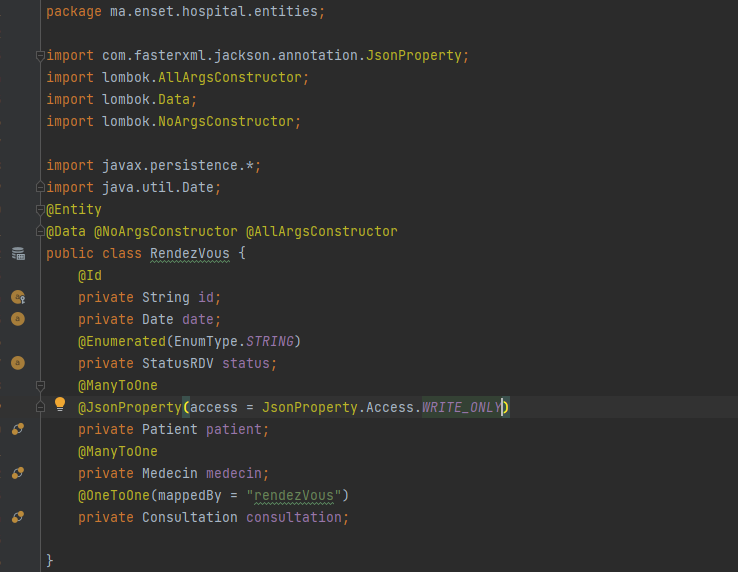 package ma.enset.hospital.entities;
import com.fasterxml.jackson.annotation.JsonProperty;
import lombok.AllArgsConstructor;
import lombok.Data;
import lombok.NoArgsConstructor;
import javax.persistence.*;
import java.util.Date;
@Entity
@Data @NoArgsConstructor @AllArgsConstructor
public class RendezVous {
    @Id
    private String id;
    private Date date;
    @Enumerated(EnumType.STRING)
    private StatusRDV status;
    @ManyToOne
    @JsonProperty(access = JsonProperty.Access.WRITE_ONLY)
    private Patient patient;
    @ManyToOne
    private Medecin medecin;
    @OneToOne(mappedBy = "rendezVous")
    private Consultation consultation;
}